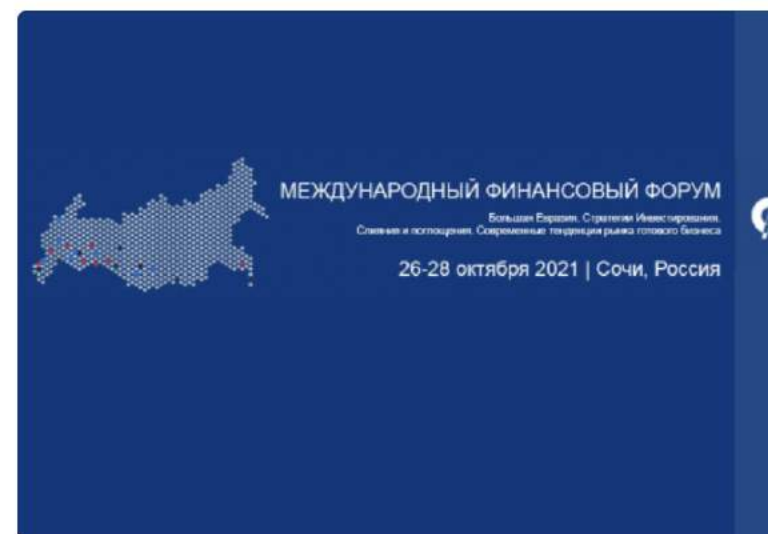 МЕЖДУНАРОДНЫЙ ФИНАНСОВЫЙ ФОРУМ
Большая Евразия. Стратегии Инвестирования.
Слияния и поглощения. Современные тенденции рынка готового бизнеса
26-28 октября 2021 | Сочи, Россия